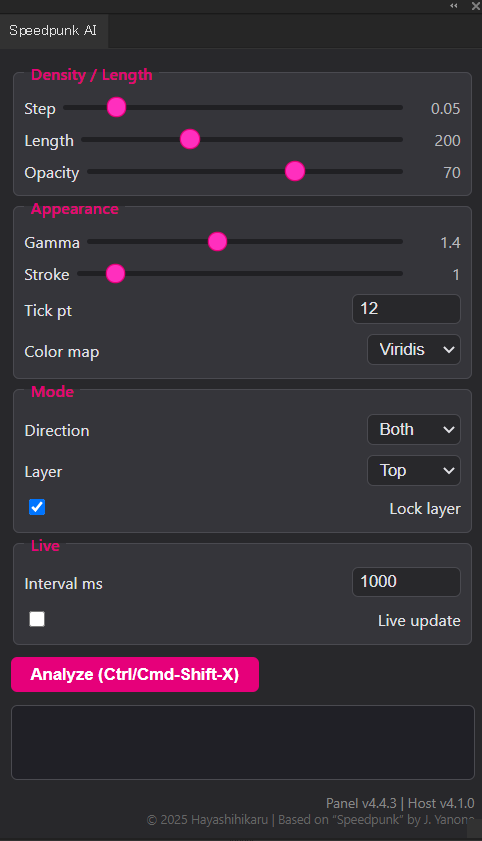 Speedpunk AI
Density / Length
Step 0.05
Length 200
Opacity 70
Appearance
Gamma 1.4
Stroke 1
Tick pt 12
Color map Viridis
Mode
Direction Both
Layer Top
Lock layer
Live
Interval ms 1000
Live update
Analyze (Ctrl/Cmd-Shift-X)
Panel v4.4.3 | Host v4.1.0
© 2025 Hayashihikaru | Based on “Speedpunk” by J. Yanone